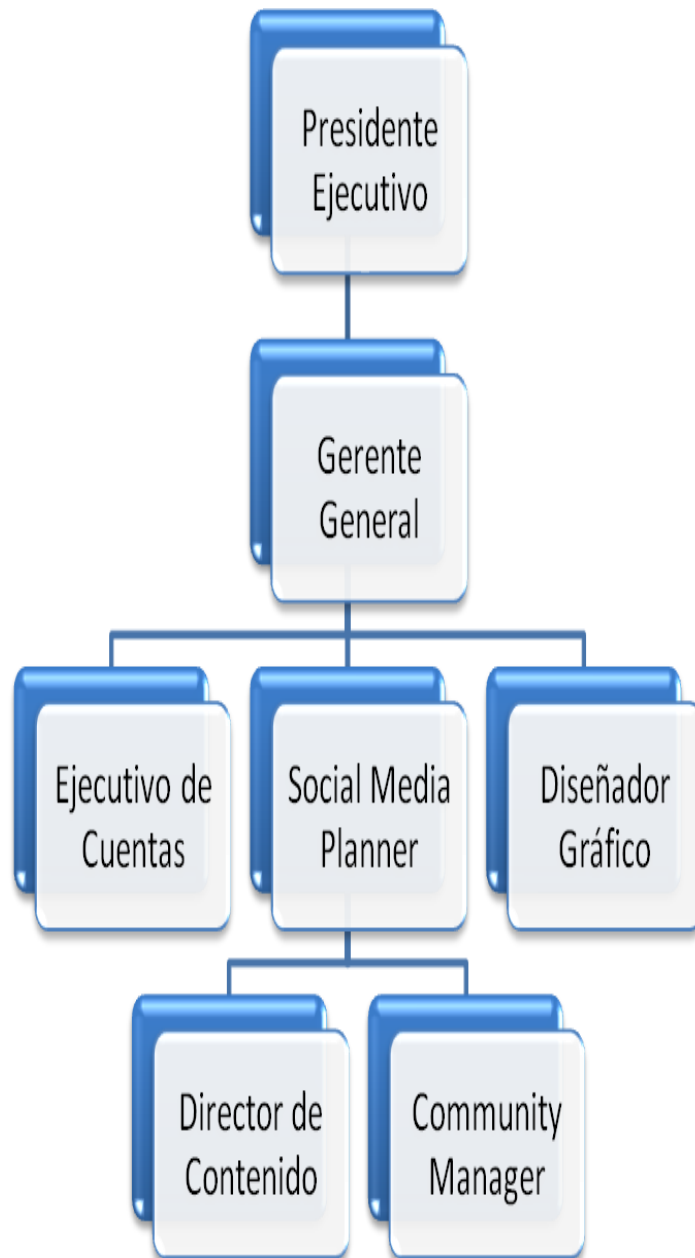 Presidente
Ejecutivo
Gerente
General
Ejecutivo de
Cuentas
Social Media
Planner
Diseñador
Gráfico
Director de
Contenido
Community
Manager